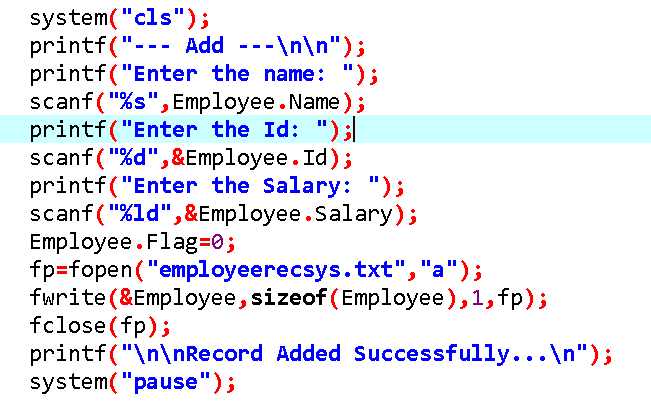 system("cls");
printf("--- Add ---\n\n");
printf("Enter the name: ");
scanf("%s",Employee.Name);
printf("Enter the Id: ");
scanf("%d",&Employee.Id);
printf("Enter the Salary: ");
scanf("%ld",&Employee.Salary);
Employee.Flag=0;
fp=fopen("employeerecsys.txt","a");
fwrite(&Employee,sizeof(Employee),1,fp);
fclose(fp);
printf("\n\nRecord Added Successfully...\n");
system("pause");